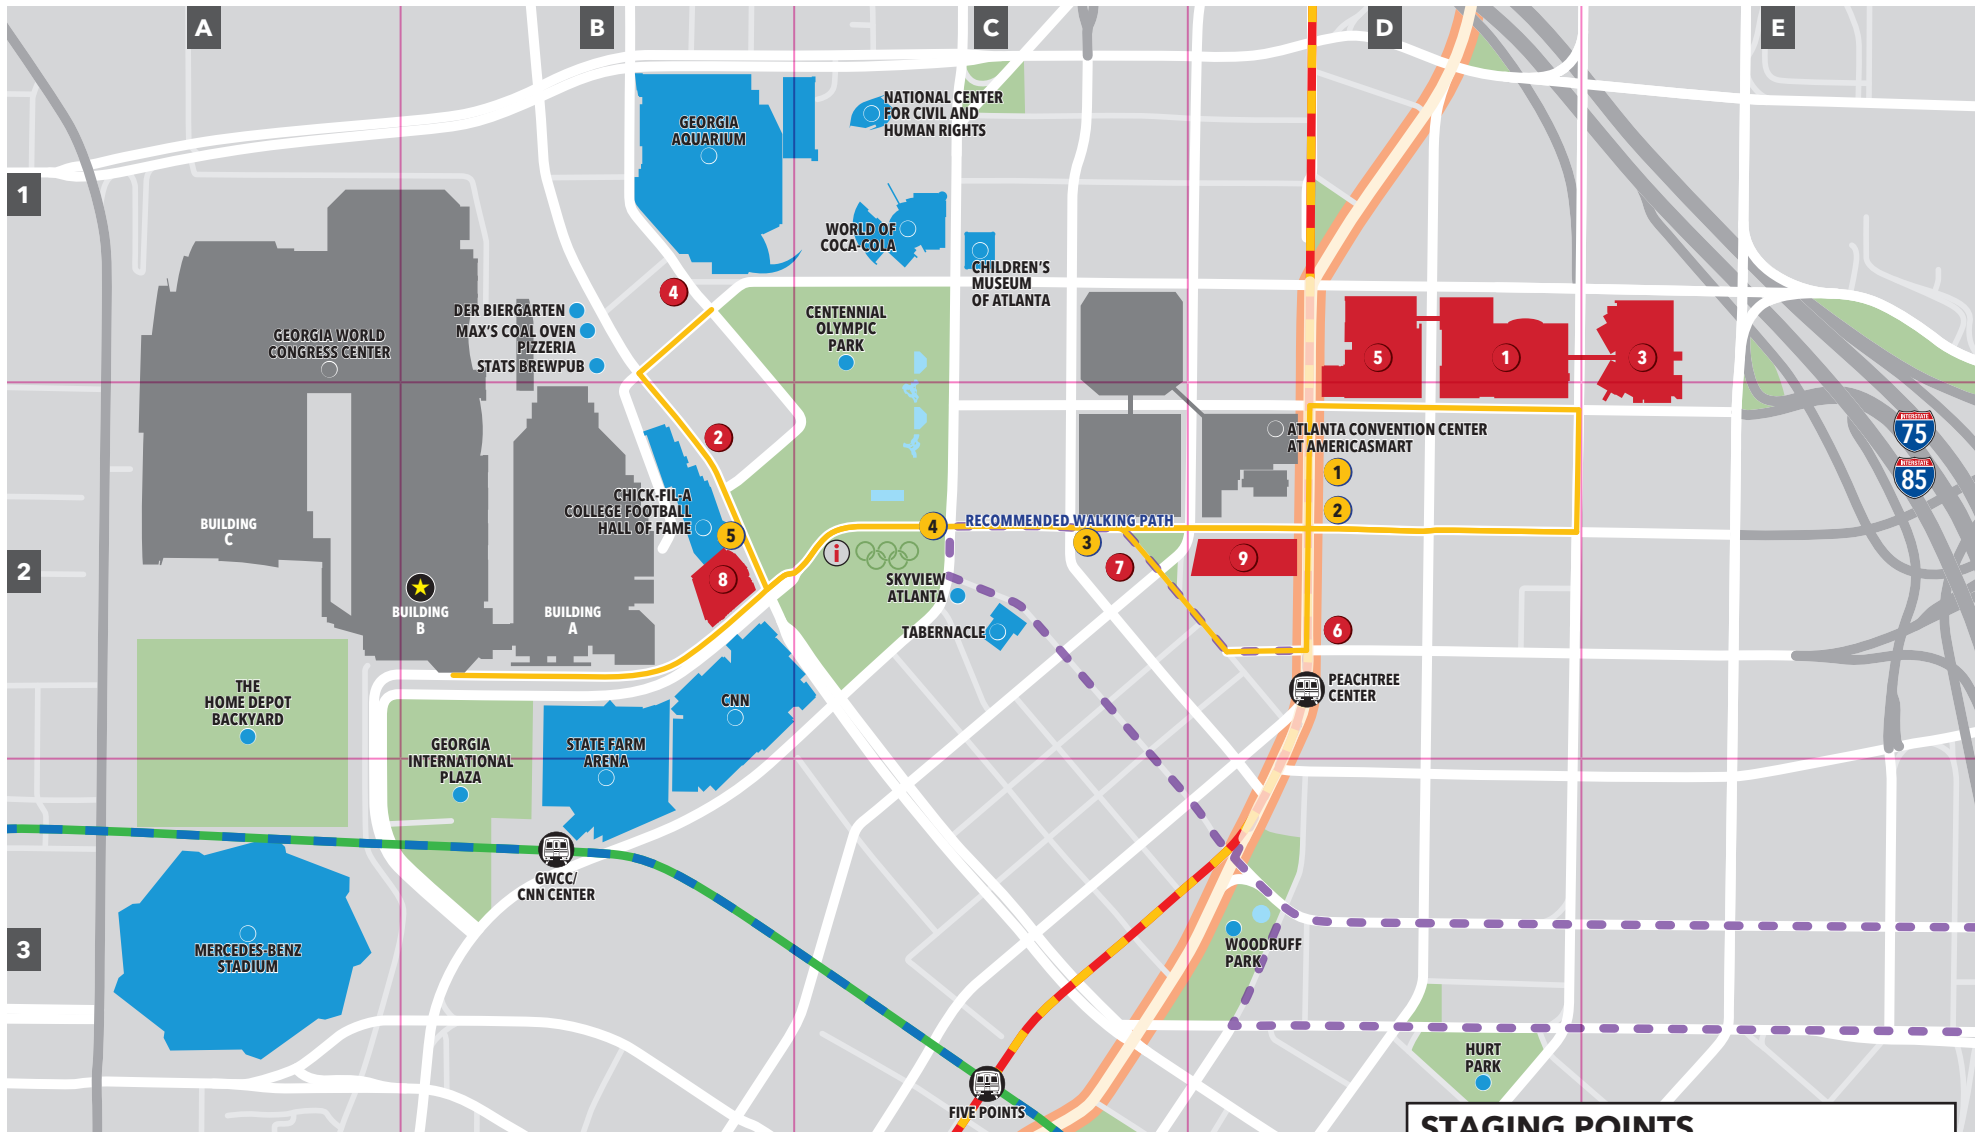 A
B
C
D
E
NATIONAL CENTER
FOR CIVIL AND
HUMAN RIGHTS
GEORGIA
AQUARIUM
1
WORLD OF
COCA-COLA
CHILDREN'S
MUSEUM
OF ATLANTA
4
DER BIERGARTEN
MAX'S COAL OVEN
PIZZERIA
STATS BREWPUB
CENTENNIAL
OLYMPIC
PARK
GEORGIA WORLD
CONGRESS CENTER
5
1
3
2
ATLANTA CONVENTION CENTER
AT AMERICASMART
INTERSTATE
75
INTERSTATE
85
1
2
CHICK-FIL-A
COLLEGE FOOTBALL
HALL OF FAME
BUILDING
C
5
4
RECOMMENDED WALKING PATH
3
i
7
9
2
8
SKYVIEW
ATLANTA
BUILDING
B
BUILDING
A
TABERNACLE
6
PEACHTREE
CENTER
THE
HOME DEPOT
BACKYARD
CNN
GEORGIA
INTERNATIONAL
PLAZA
STATE FARM
ARENA
GWCC/
CNN CENTER
3
MERCEDES-BENZ
STADIUM
WOODRUFF
PARK
HURT
PARK
FIVE POINTS
STAGING POINTS